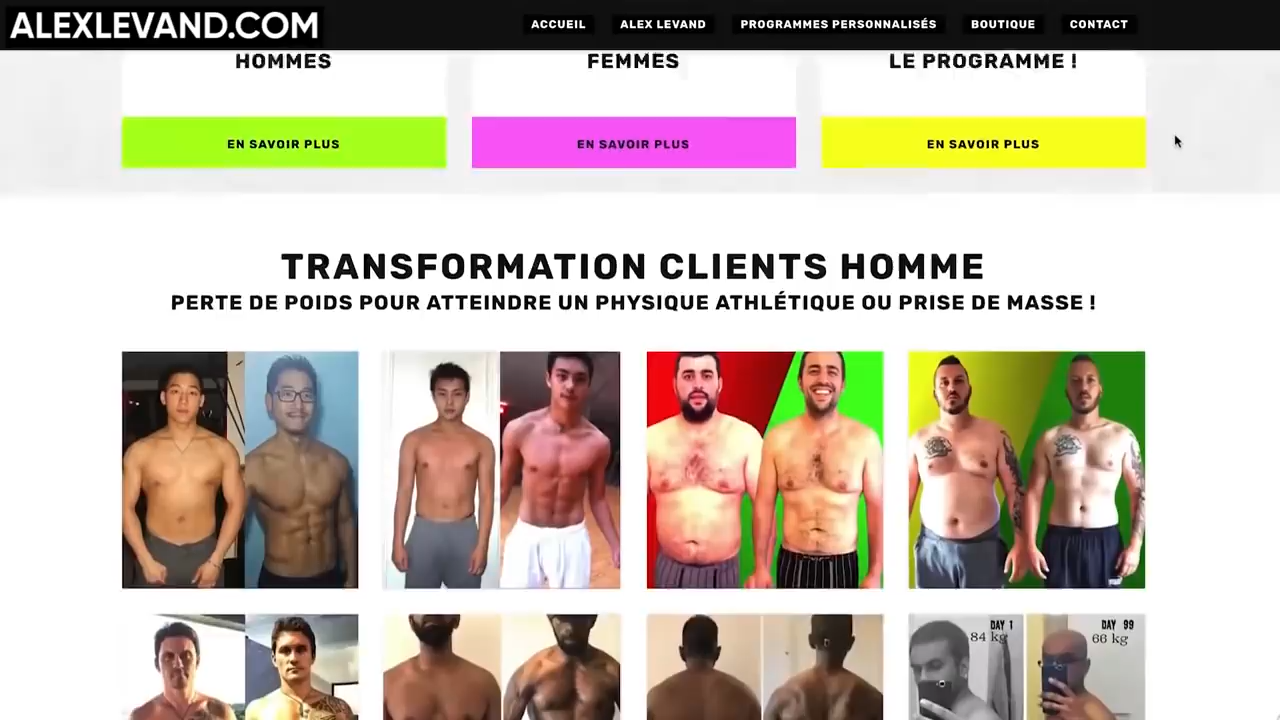 ALEXLEVAND.COM
ACCUEIL ALEX LEVAND PROGRAMMES PERSONNALISÉS BOUTIQUE CONTACT
HOMMES FEMMES LE PROGRAMME !
EN SAVOIR PLUS EN SAVOIR PLUS EN SAVOIR PLUS
TRANSFORMATION CLIENTS HOMME
PERTE DE POIDS POUR ATTEINDRE UN PHYSIQUE ATHLÉTIQUE OU PRISE DE MASSE !
DAY 1 DAY 99
84 kg 66 kg